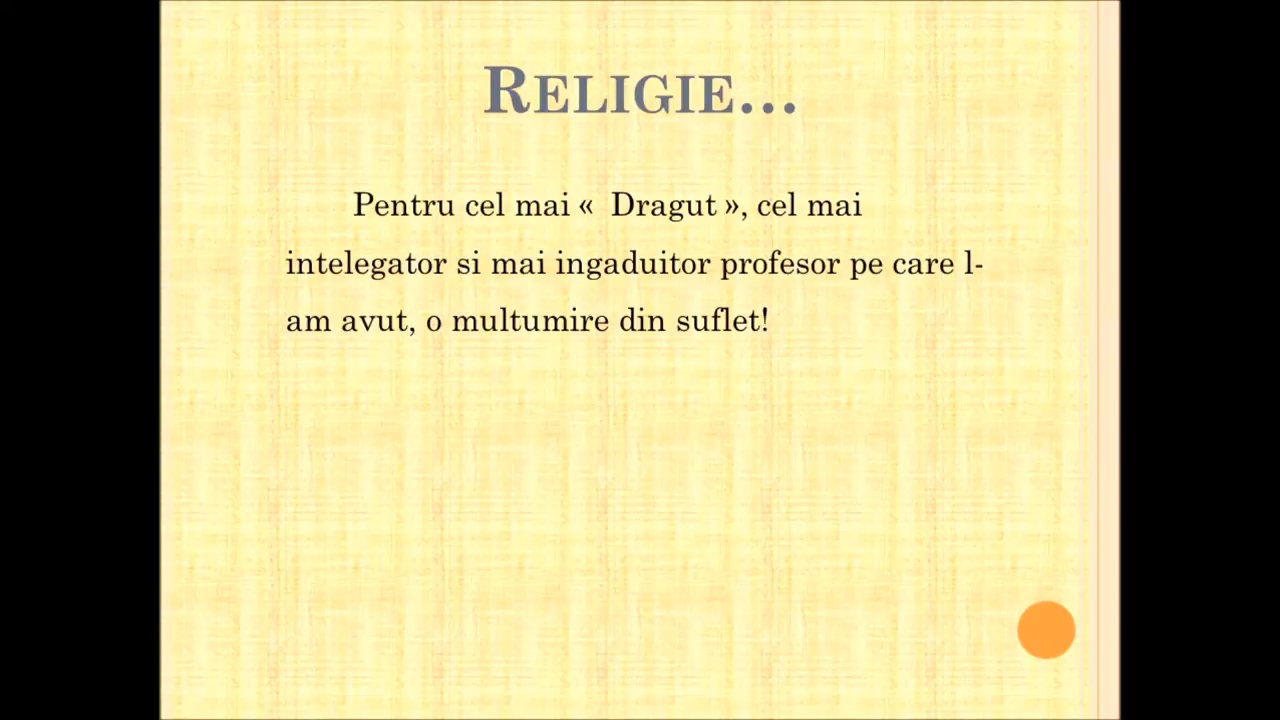 RELIGIE...
Pentru cel mai «  Dragut », cel mai
intelegator si mai ingaduitor profesor pe care l-
am avut, o multumire din suflet!